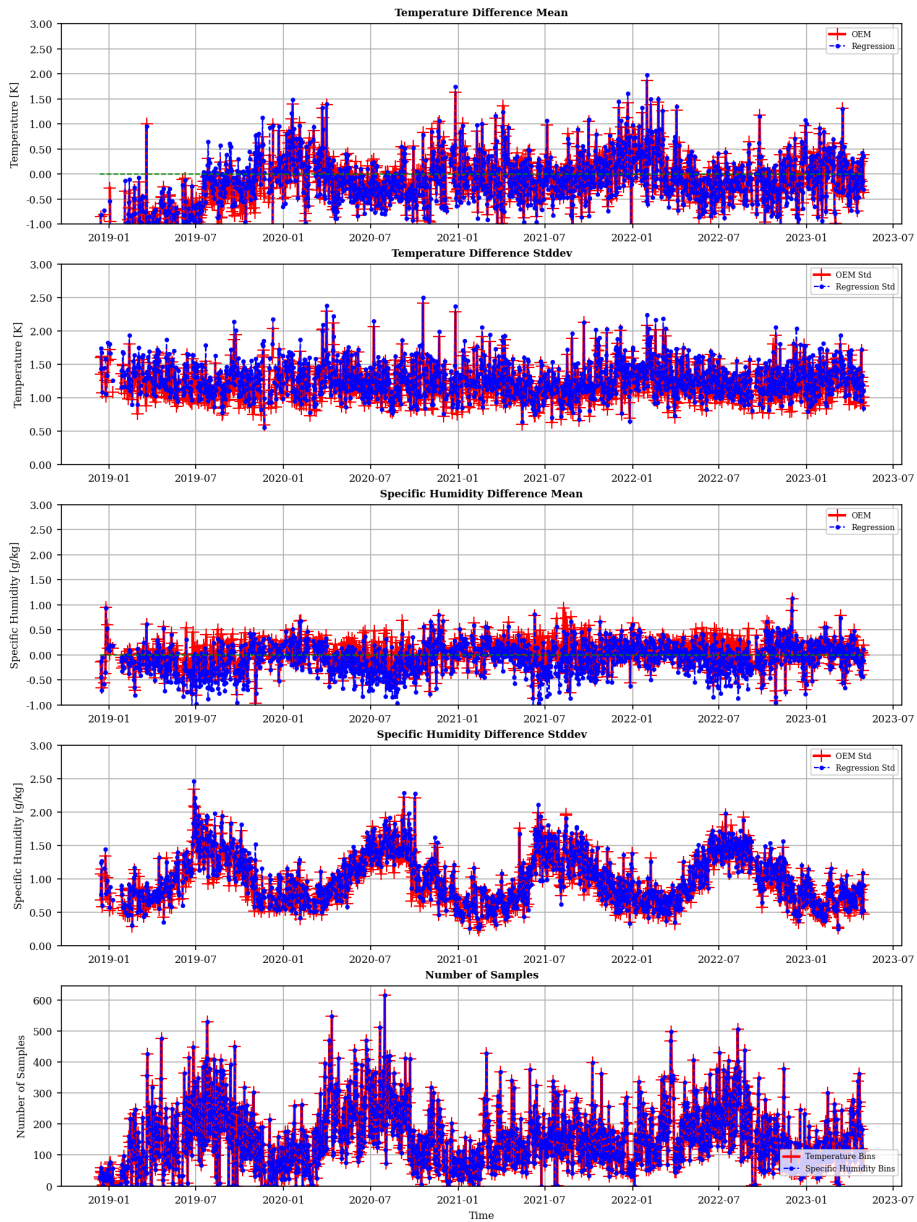 Temperature Difference Mean
3.00
2.50
2.00
1.50
1.00
0.50
0.00
-0.50
-1.00
Temperature [K]
OEM
Regression
2019-01 2019-07 2020-01 2020-07 2021-01 2021-07 2022-01 2022-07 2023-01 2023-07
Temperature Difference Stddev
3.00
2.50
2.00
1.50
1.00
0.50
0.00
Temperature [K]
OEM Std
Regression Std
2019-01 2019-07 2020-01 2020-07 2021-01 2021-07 2022-01 2022-07 2023-01 2023-07
Specific Humidity Difference Mean
3.00
2.50
2.00
1.50
1.00
0.50
0.00
-0.50
-1.00
Specific Humidity [g/kg]
OEM
Regression
2019-01 2019-07 2020-01 2020-07 2021-01 2021-07 2022-01 2022-07 2023-01 2023-07
Specific Humidity Difference Stddev
3.00
2.50
2.00
1.50
1.00
0.50
0.00
Specific Humidity [g/kg]
OEM Std
Regression Std
2019-01 2019-07 2020-01 2020-07 2021-01 2021-07 2022-01 2022-07 2023-01 2023-07
Number of Samples
600
500
400
300
200
100
0
Number of Samples
Temperature Bins
Specific Humidity Bins
2019-01 2019-07 2020-01 2020-07 2021-01 2021-07 2022-01 2022-07 2023-01 2023-07
Time